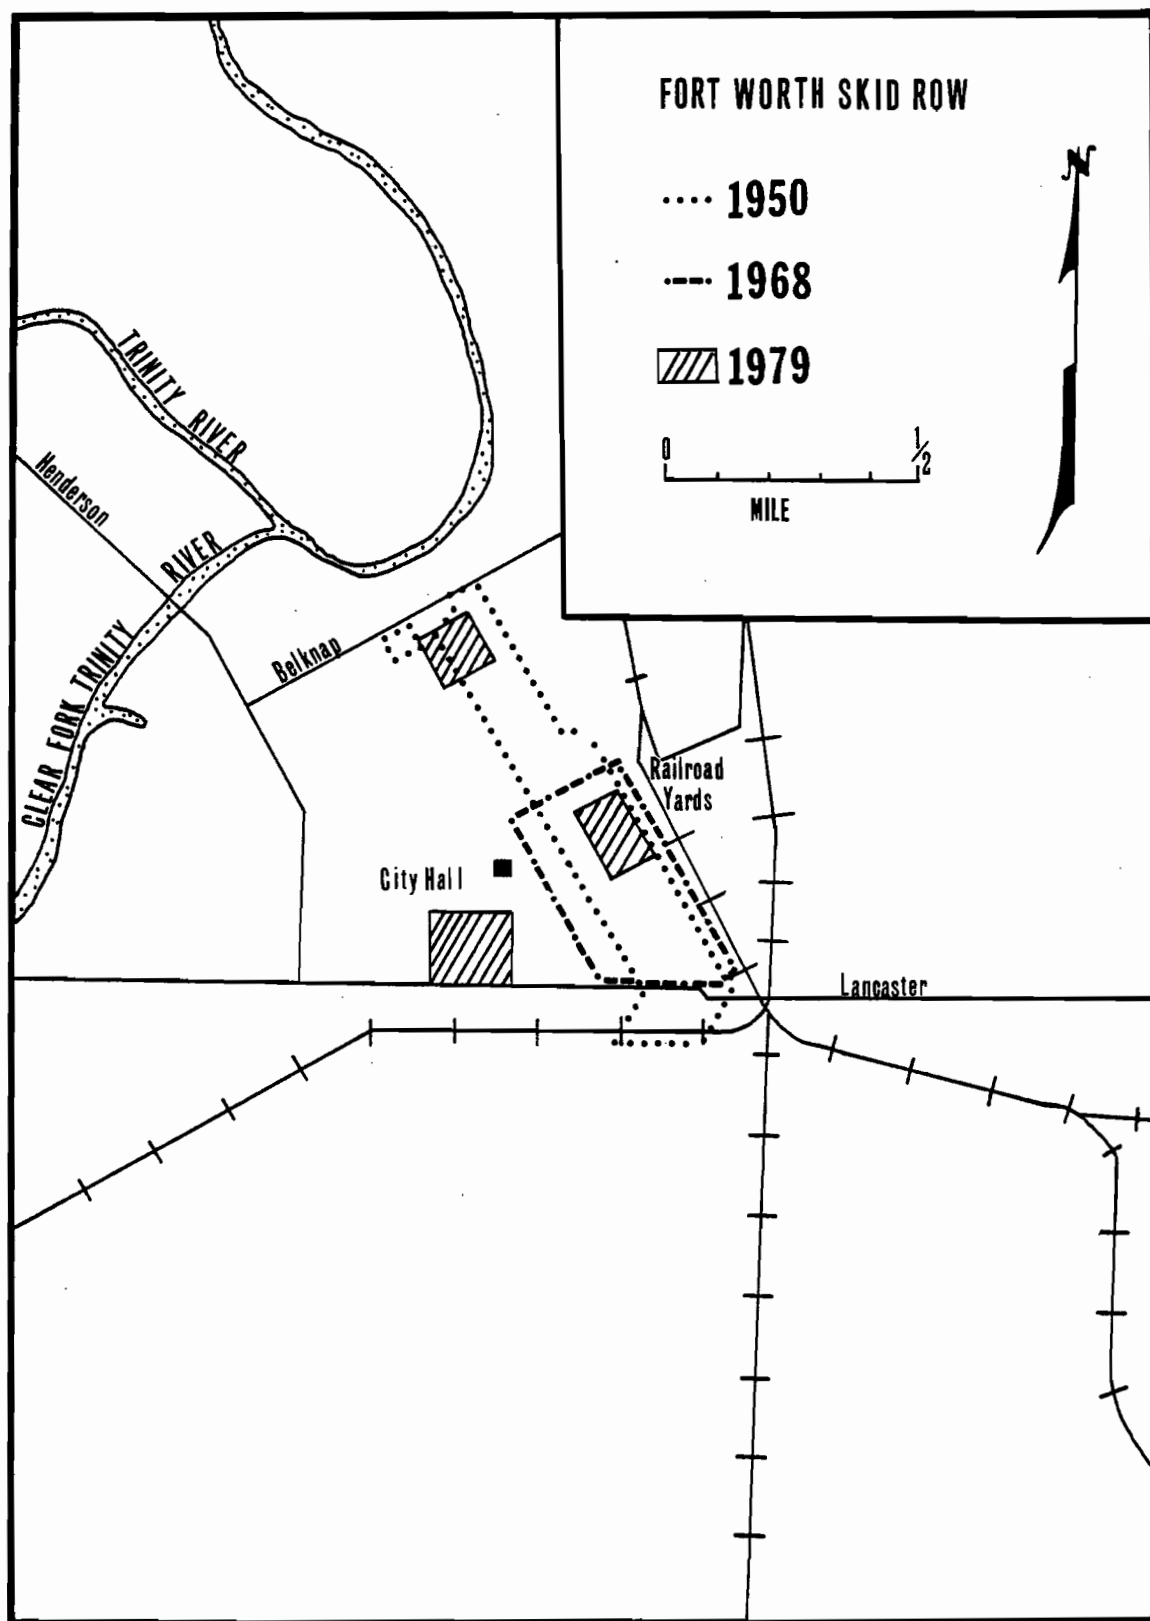 FORT WORTH SKID ROW
N
1950
1968
1979
0
1/2
MILE
TRINITY RIVER
Henderson
CLEAR FORK TRINITY RIVER
Belknap
Railroad
Yards
City Hall
Lancaster